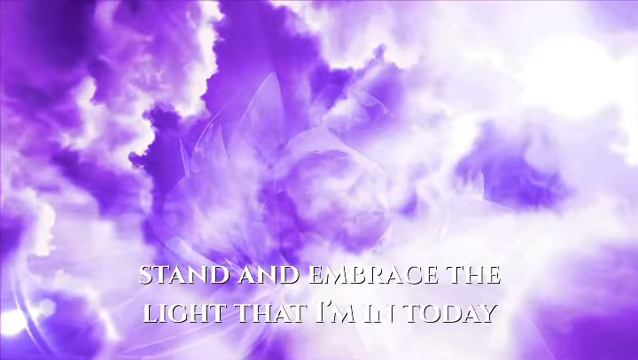 STAND AND EMBRACE THE
LIGHT THAT I'M IN TODAY